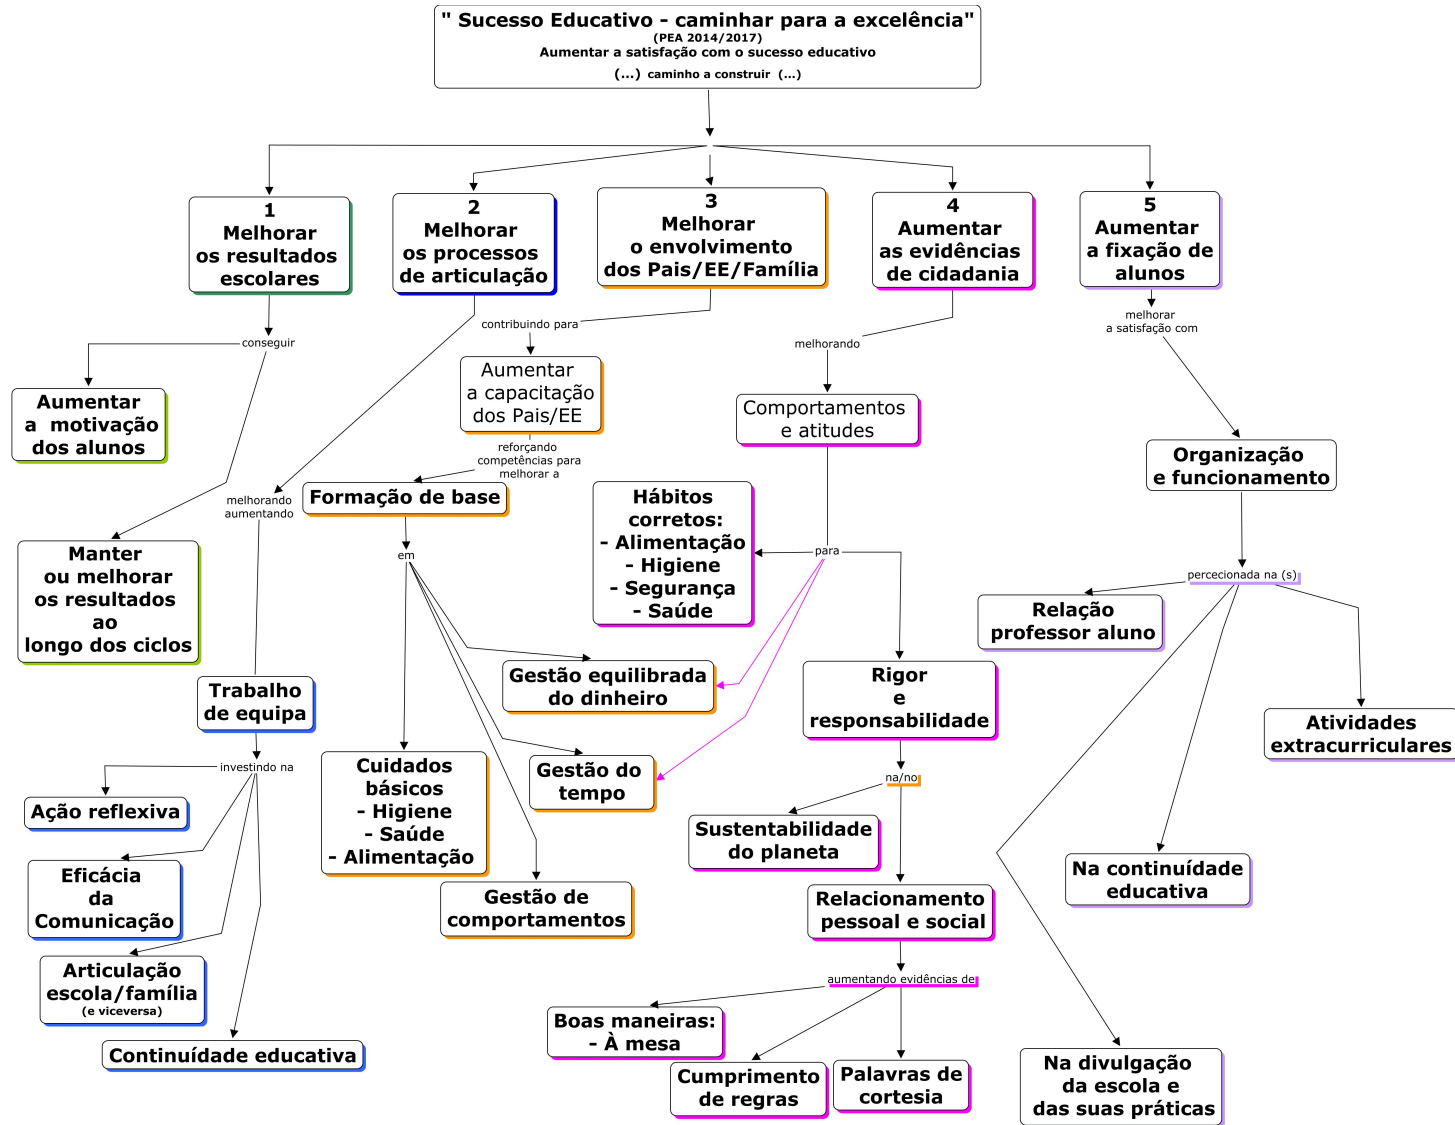 " Sucesso Educativo - caminhar para a excelência"
(PEA 2014/2017)
Aumentar a satisfação com o sucesso educativo
(...) caminho a construir (...)
1
Melhorar
os resultados
escolares
2
Melhorar
os processos
de articulação
3
Melhorar
o envolvimento
dos Pais/EE/Família
4
Aumentar
as evidências
de cidadania
5
Aumentar
a fixação de
alunos
conseguir
Aumentar
a motivação
dos alunos
Manter
ou melhorar
os resultados
ao
longo dos ciclos
melhorando
aumentando
Trabalho
de equipa
investindo na
Ação reflexiva
Eficácia
da
Comunicação
Articulação
escola/família
(e viceversa)
Continuídade educativa
contribuindo para
Aumentar
a capacitação
dos Pais/EE
reforçando
competências para
melhorar a
Formação de base
em
Cuidados
básicos
- Higiene
- Saúde
- Alimentação
Gestão equilibrada
do dinheiro
Gestão do
tempo
Gestão de
comportamentos
melhorando
Comportamentos
e atitudes
para
Hábitos
corretos:
- Alimentação
- Higiene
- Segurança
- Saúde
Rigor
e
responsabilidade
na/no
Sustentabilidade
do planeta
Relacionamento
pessoal e social
aumentando evidências de
Boas maneiras:
- À mesa
Cumprimento
de regras
Palavras de
cortesia
melhorar
a satisfação com
Organização
e funcionamento
percecionada na (s)
Relação
professor aluno
Atividades
extracurriculares
Na continuídade
educativa
Na divulgação
da escola e
das suas práticas